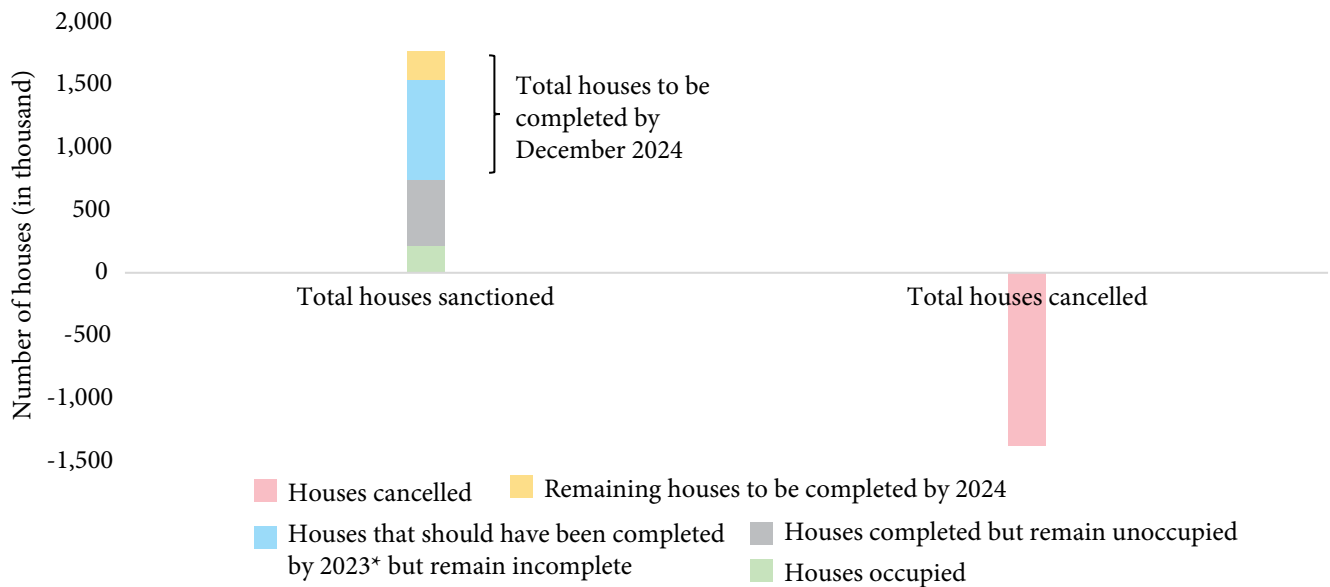 Number of houses (in thousand)
2,000
1,500
1,000
500
0
-500
-1,000
-1,500
Total houses to be
completed by
December 2024
Total houses sanctioned
Total houses cancelled
Houses cancelled
Remaining houses to be completed by 2024
Houses that should have been completed
by 2023* but remain incomplete
Houses completed but remain unoccupied
Houses occupied